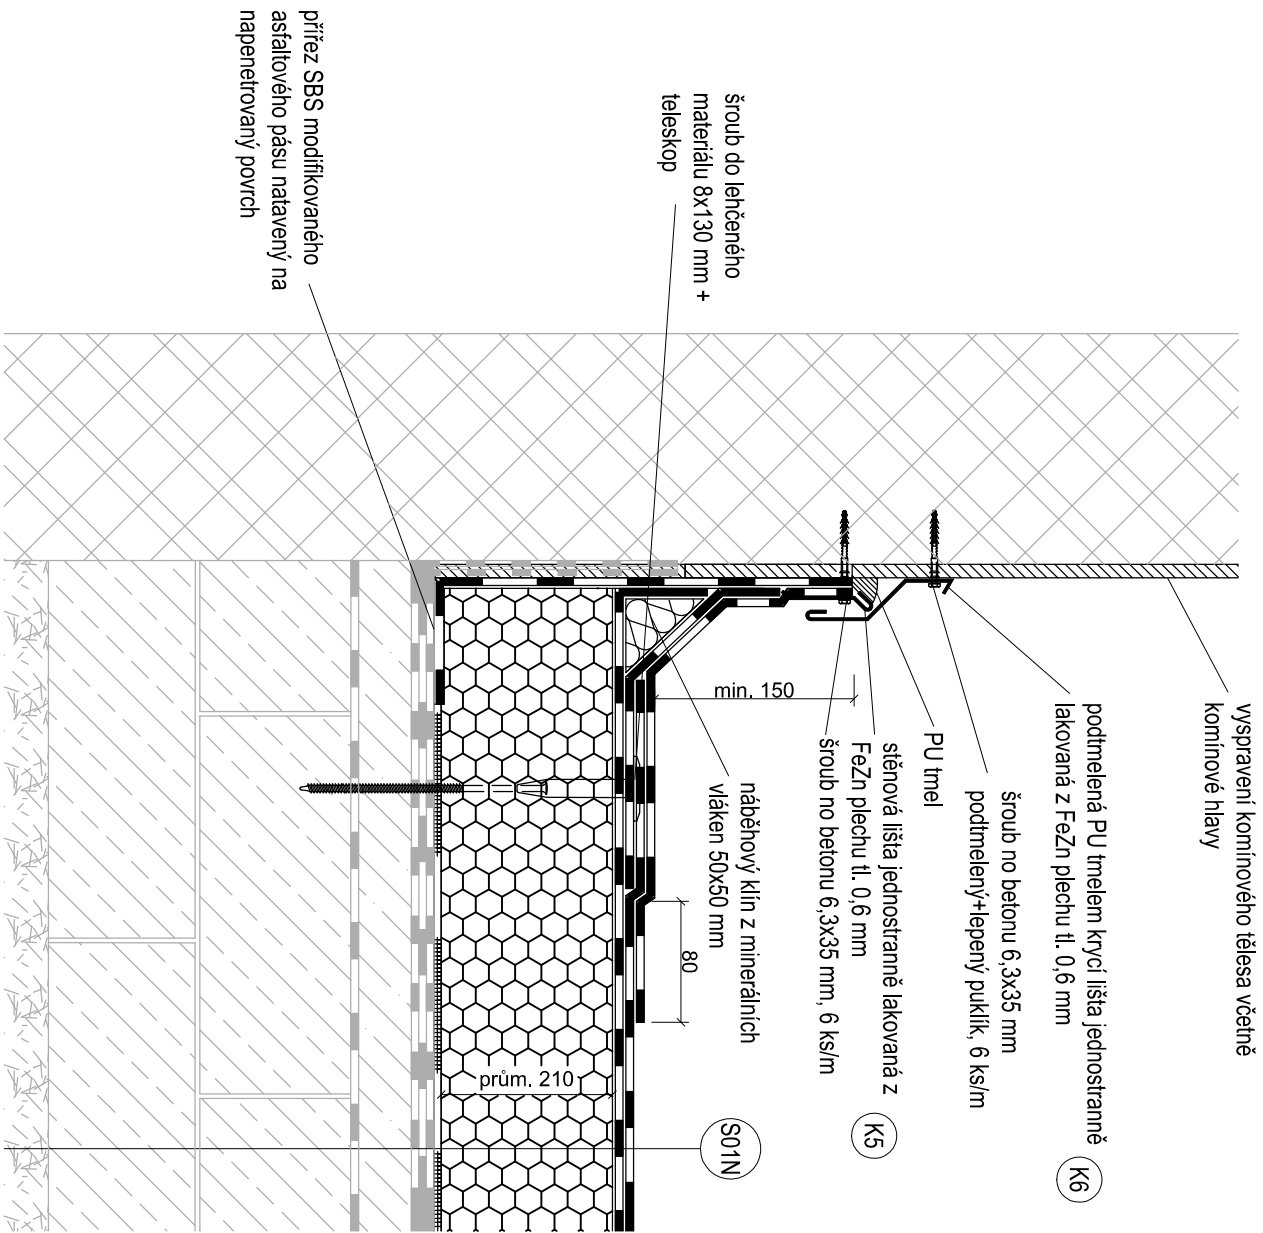 vyspravení komínového tělesa včetně
komínové hlavy
podtmelená PU tmelem krycí lišta jednostranně
lakovaná z FeZn plechu tl. 0,6 mm
K6
šroub no betonu 6,3x35 mm
podtmelený+lepený puklík, 6 ks/m
PU tmel
stěnová lišta jednostranně lakovaná z
FeZn plechu tl. 0,6 mm
K5
šroub no betonu 6,3x35 mm, 6 ks/m
min. 150
náběhový klín z minerálních
vláken 50x50 mm
80
prům. 210
S01N
šroub do lehčeného
materiálu 8x130 mm +
teleskop
přířez SBS modifikovaného
asfaltového pásu natavený na
napenetrovaný povrch